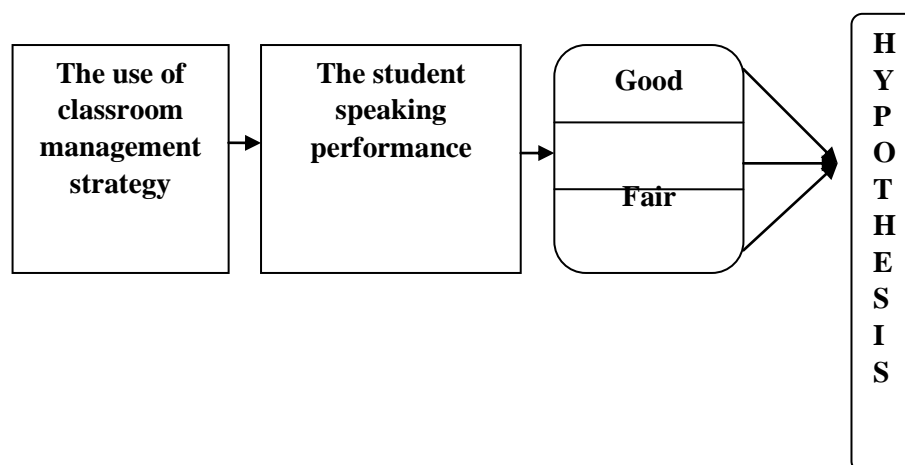 The use of
classroom
management
strategy
The student
speaking
performance
Good
Fair
H
Y
P
O
T
H
E
S
I
S